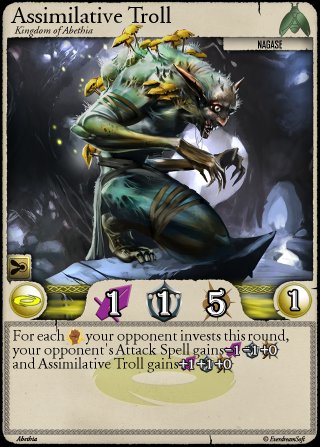 Assimilative Troll
Kingdom of Abethia
NAGASE
1 1 5 1
For each your opponent invests this round,
your opponent's Attack Spell gains -1 -1 +0
and Assimilative Troll gains +1 +1 +0
Abethia
© EverdreamSoft